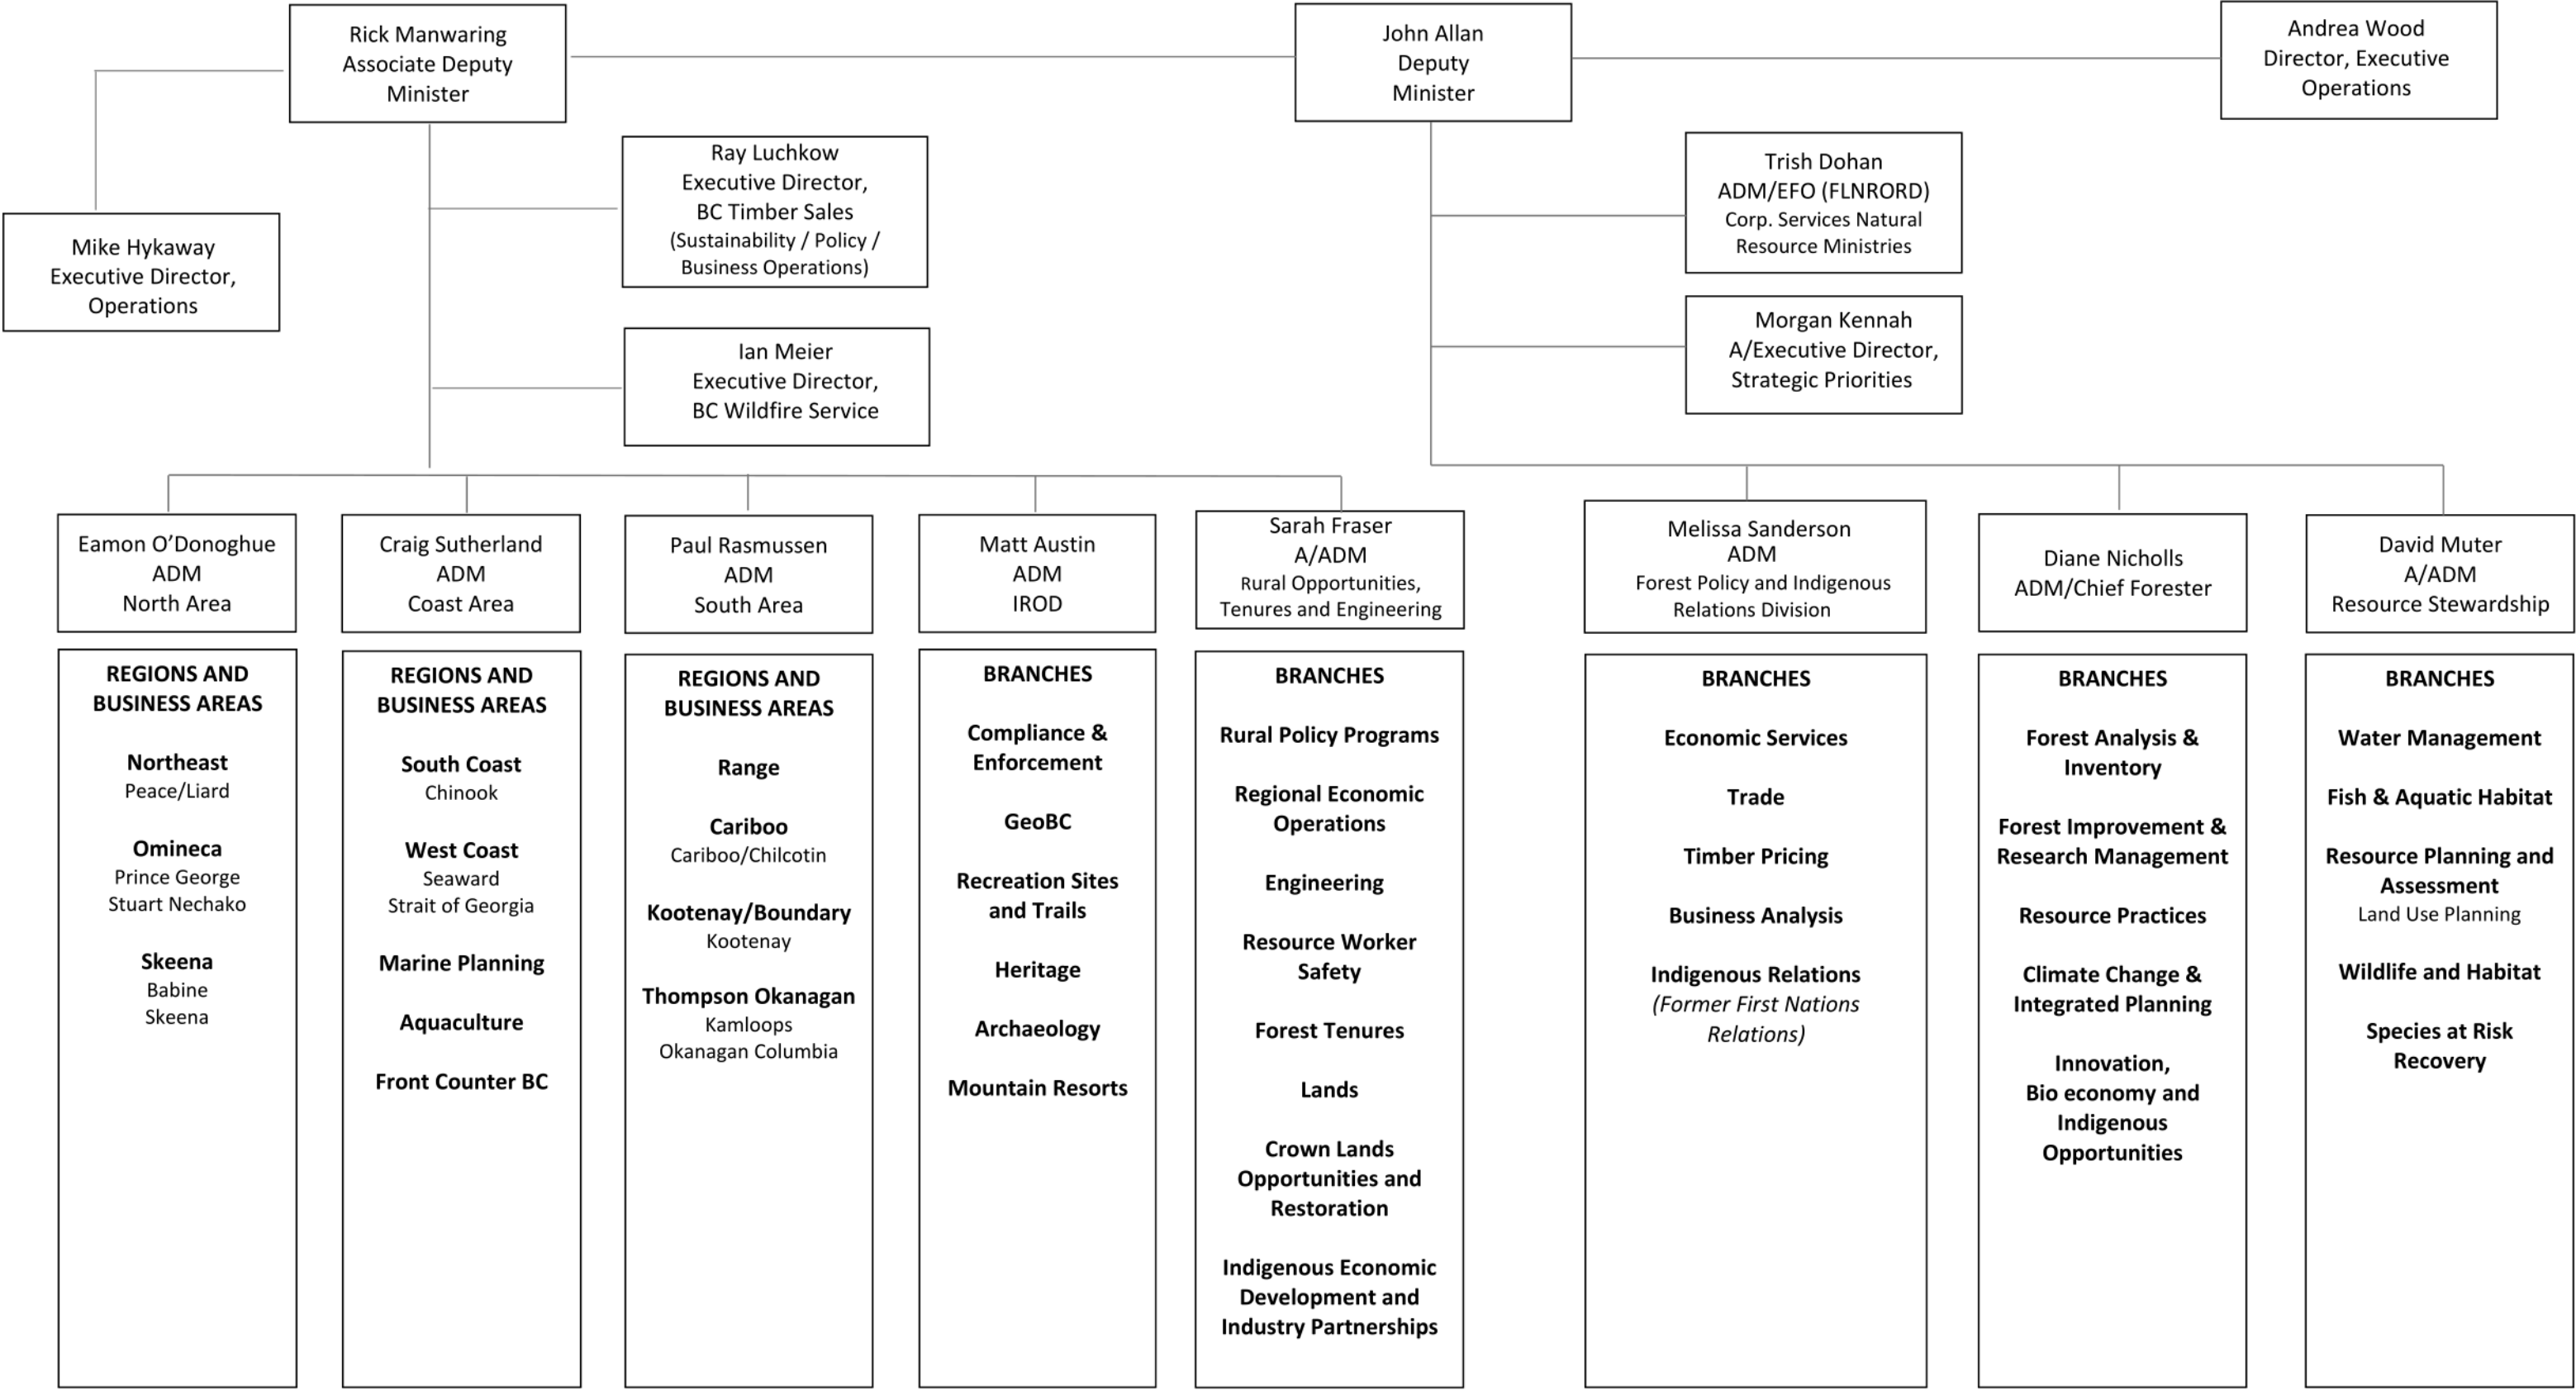 Rick Manwaring
Associate Deputy
Minister
John Allan
Deputy
Minister
Andrea Wood
Director, Executive
Operations
Mike Hykaway
Executive Director,
Operations
Ray Luchkow
Executive Director,
BC Timber Sales
(Sustainability / Policy /
Business Operations)
Ian Meier
Executive Director,
BC Wildfire Service
Trish Dohan
ADM/EFO (FLNRORD)
Corp. Services Natural
Resource Ministries
Morgan Kennah
A/Executive Director,
Strategic Priorities
Eamon O’Donoghue
ADM
North Area
REGIONS AND
BUSINESS AREAS
Northeast
Peace/Liard
Omineca
Prince George
Stuart Nechako
Skeena
Babine
Skeena
Craig Sutherland
ADM
Coast Area
REGIONS AND
BUSINESS AREAS
South Coast
Chinook
West Coast
Seaward
Strait of Georgia
Marine Planning
Aquaculture
Front Counter BC
Paul Rasmussen
ADM
South Area
REGIONS AND
BUSINESS AREAS
Range
Cariboo
Cariboo/Chilcotin
Kootenay/Boundary
Kootenay
Thompson Okanagan
Kamloops
Okanagan Columbia
Matt Austin
ADM
IROD
BRANCHES
Compliance &
Enforcement
GeoBC
Recreation Sites
and Trails
Heritage
Archaeology
Mountain Resorts
Sarah Fraser
A/ADM
Rural Opportunities,
Tenures and Engineering
BRANCHES
Rural Policy Programs
Regional Economic
Operations
Engineering
Resource Worker
Safety
Forest Tenures
Lands
Crown Lands
Opportunities and
Restoration
Indigenous Economic
Development and
Industry Partnerships
Melissa Sanderson
ADM
Forest Policy and Indigenous
Relations Division
BRANCHES
Economic Services
Trade
Timber Pricing
Business Analysis
Indigenous Relations
(Former First Nations
Relations)
Diane Nicholls
ADM/Chief Forester
BRANCHES
Forest Analysis &
Inventory
Forest Improvement &
Research Management
Resource Practices
Climate Change &
Integrated Planning
Innovation,
Bio economy and
Indigenous
Opportunities
David Muter
A/ADM
Resource Stewardship
BRANCHES
Water Management
Fish & Aquatic Habitat
Resource Planning and
Assessment
Land Use Planning
Wildlife and Habitat
Species at Risk
Recovery